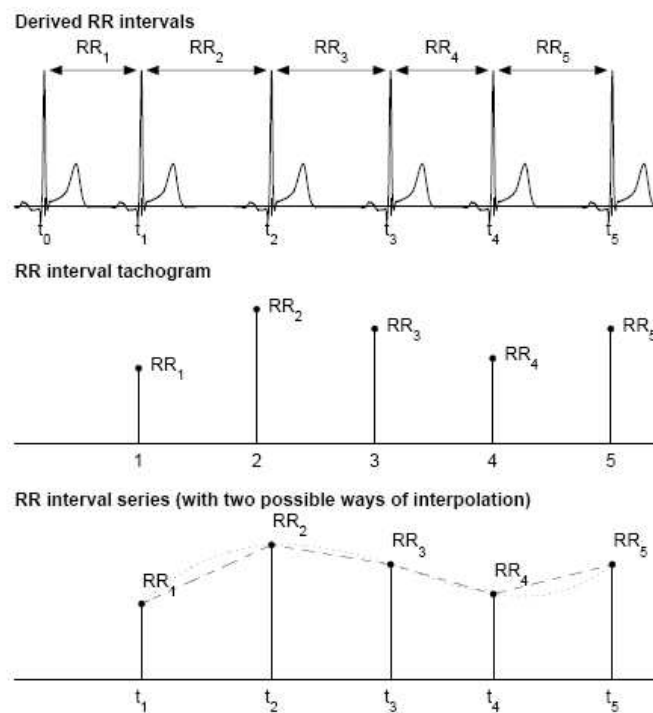 Derived RR intervals
RR₁ RR₂ RR₃ RR₄ RR₅
t₀ t₁ t₂ t₃ t₄ t₅
RR interval tachogram
RR₁ RR₂ RR₃ RR₄ RR₅
1 2 3 4 5
RR interval series (with two possible ways of interpolation)
RR₁ RR₂ RR₃ RR₄ RR₅
t₁ t₂ t₃ t₄ t₅